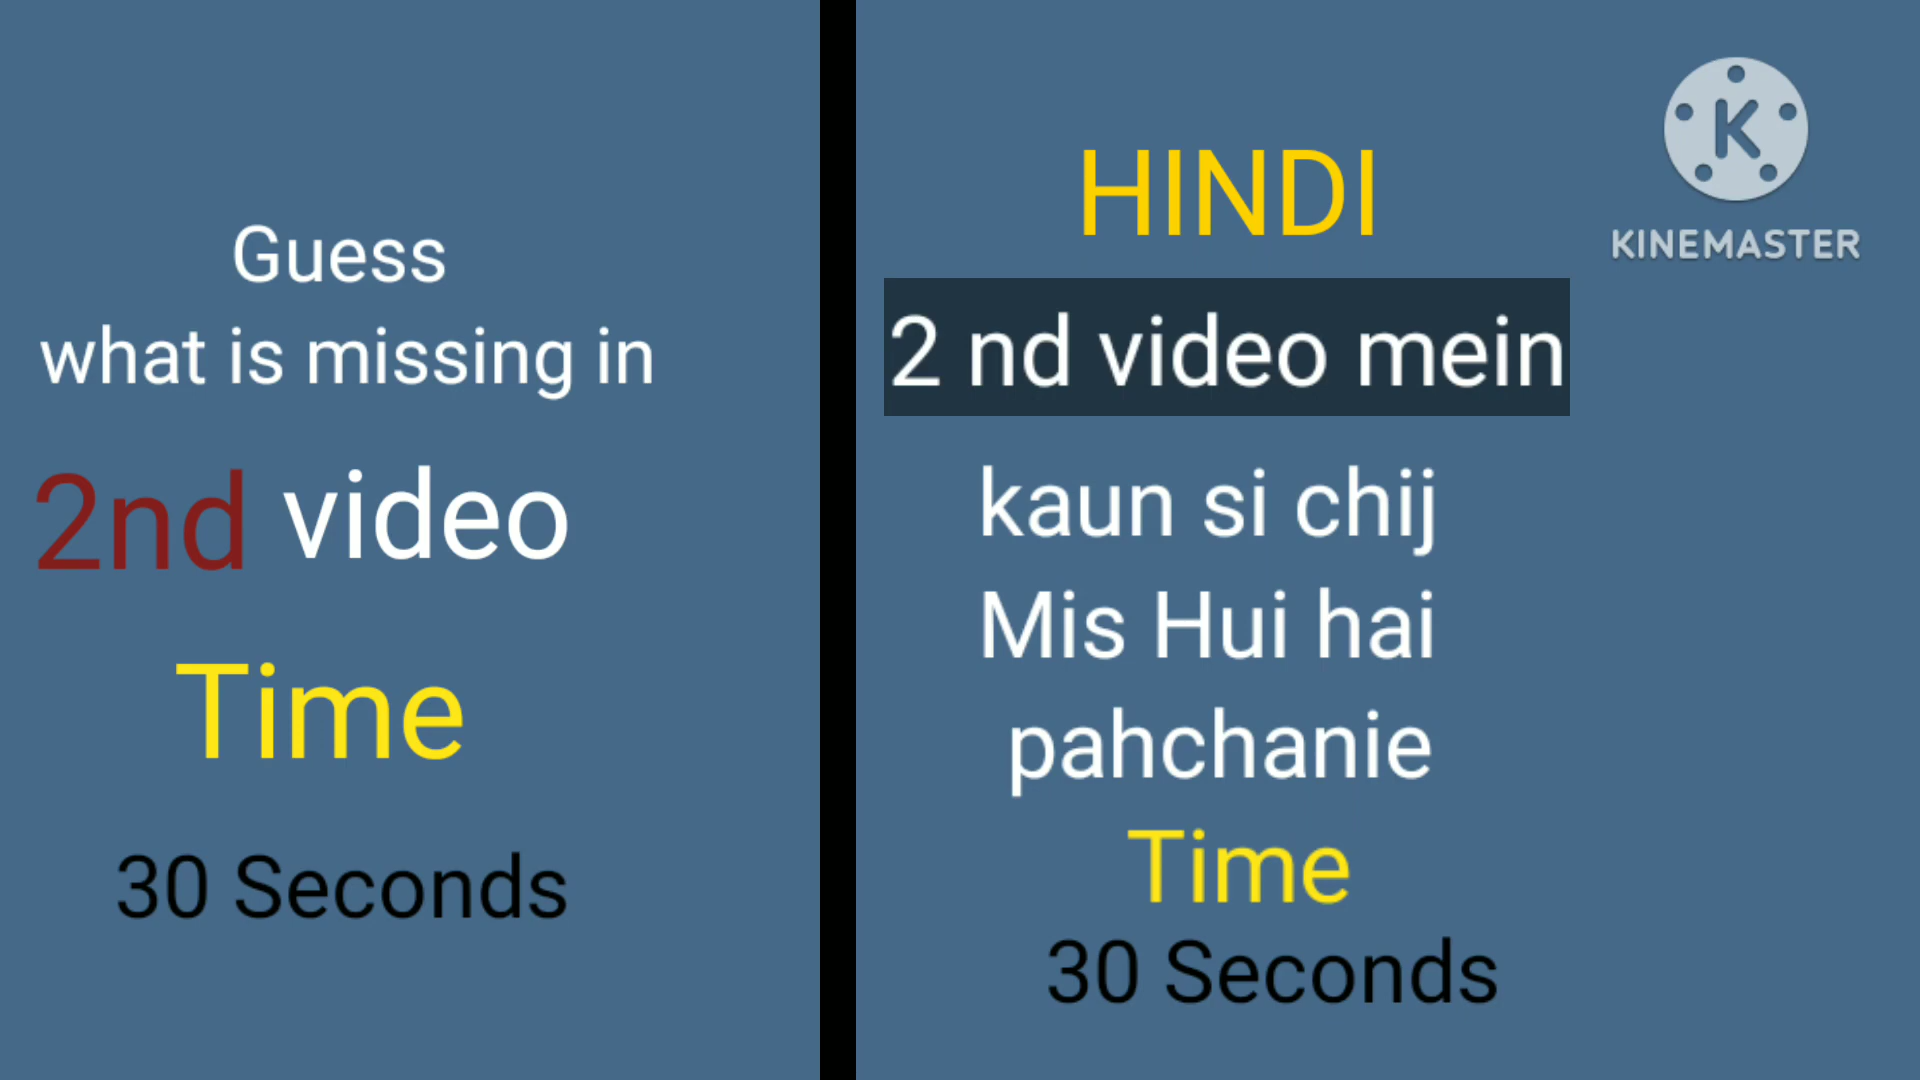 Guess
what is missing in
2nd video
Time
30 Seconds
HINDI
2 nd video mein
kaun si chij
Mis Hui hai
pahchanie
Time
30 Seconds
K
KINEMASTER